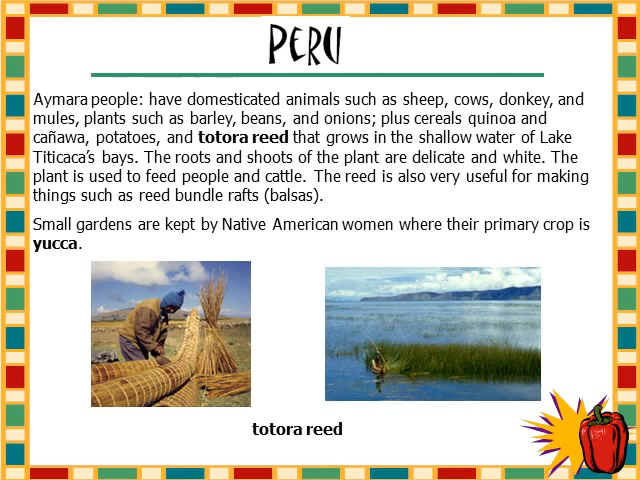 PERU
Aymara people: have domesticated animals such as sheep, cows, donkey, and
mules, plants such as barley, beans, and onions; plus cereals quinoa and
cañawa, potatoes, and totora reed that grows in the shallow water of Lake
Titicaca’s bays. The roots and shoots of the plant are delicate and white. The
plant is used to feed people and cattle. The reed is also very useful for making
things such as reed bundle rafts (balsas).
Small gardens are kept by Native American women where their primary crop is
yucca.
totora reed